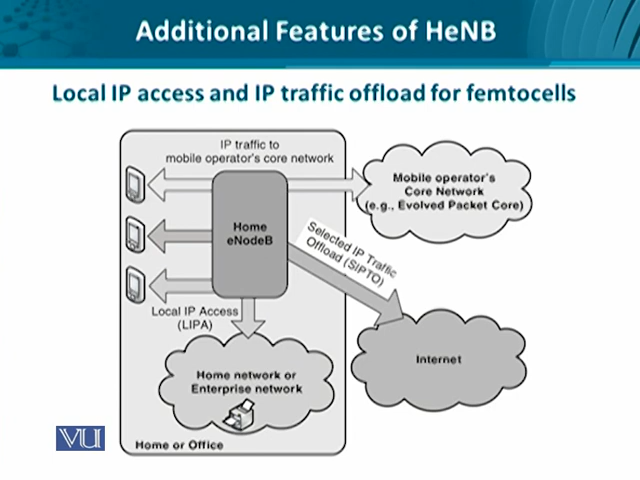 Additional Features of HeNB
Local IP access and IP traffic offload for femtocells
IP traffic to
mobile operator's core network
Mobile operator's
Core Network
(e.g., Evolved Packet Core)
Home
eNodeB
Selected IP Traffic
Offload (SIPTO)
Local IP Access
(LIPA)
Internet
Home network or
Enterprise network
VU
Home or Office